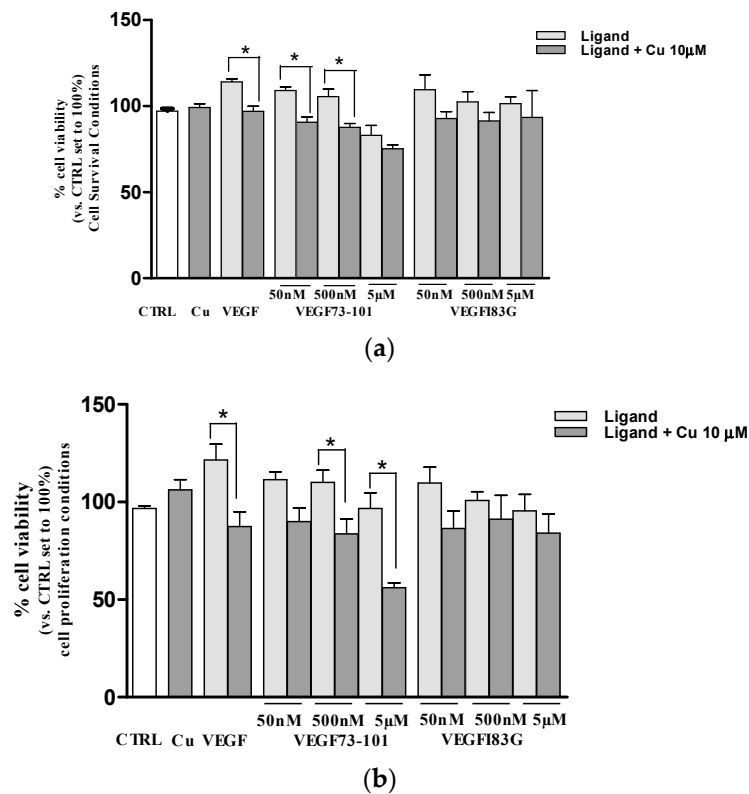 150
100
50
0
% cell viability
(vs. CTRL set to 100%)
Cell Survival Conditions
Ligand
Ligand + Cu 10µM
*
*
*
50nM 500nM 5µM 50nM 500nM 5µM
CTRL Cu VEGF VEGF73-101 VEGFI83G
(a)
150
100
50
0
% cell viability
(vs. CTRL set to 100%)
cell proliferation conditions
Ligand
Ligand + Cu 10 µM
*
*
*
50nM 500nM 5µM 50nM 500nM 5µM
CTRL Cu VEGF VEGF73-101 VEGFI83G
(b)